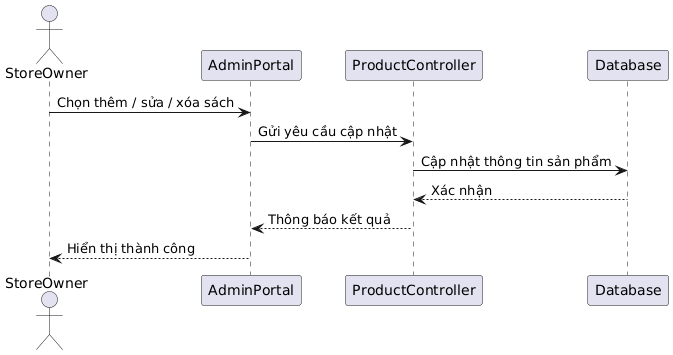 StoreOwner
AdminPortal
ProductController
Database
Chọn thêm / sửa / xóa sách
Gửi yêu cầu cập nhật
Cập nhật thông tin sản phẩm
Xác nhận
Thông báo kết quả
Hiển thị thành công
StoreOwner
AdminPortal
ProductController
Database